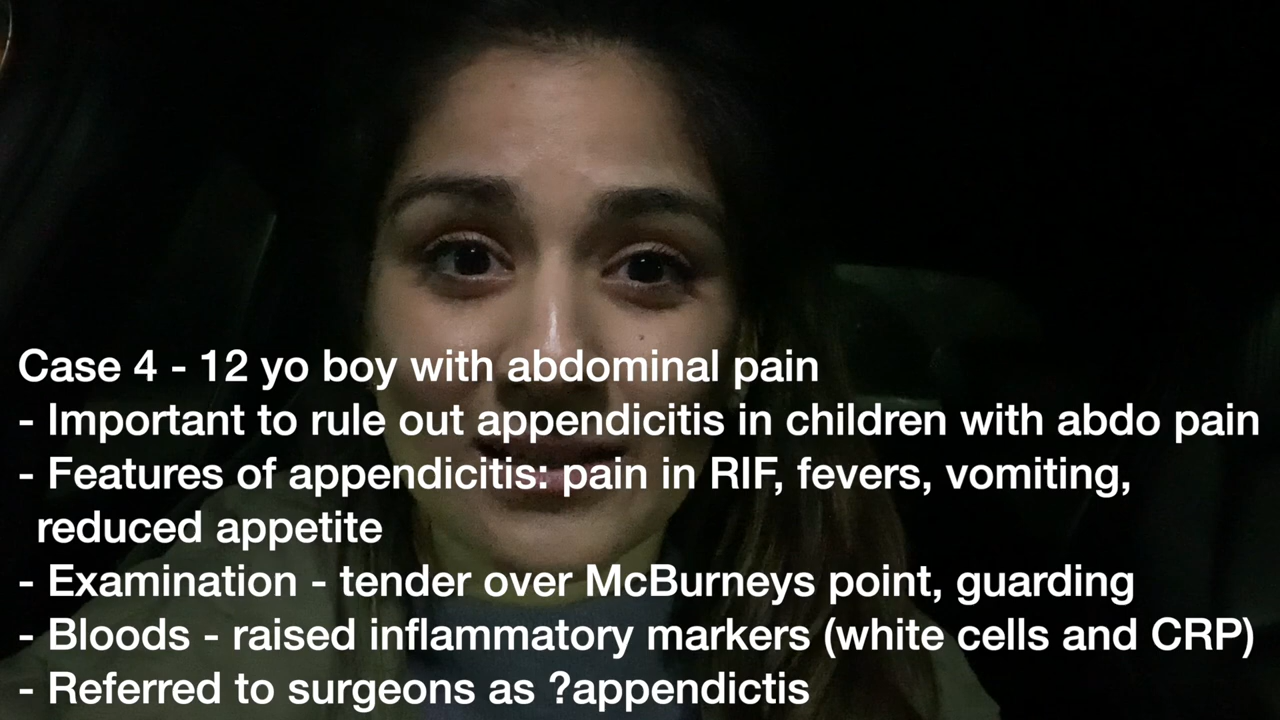 Case 4 - 12 yo boy with abdominal pain
- Important to rule out appendicitis in children with abdo pain
- Features of appendicitis: pain in RIF, fevers, vomiting,
reduced appetite
- Examination - tender over McBurneys point, guarding
- Bloods - raised inflammatory markers (white cells and CRP)
- Referred to surgeons as ?appendictis